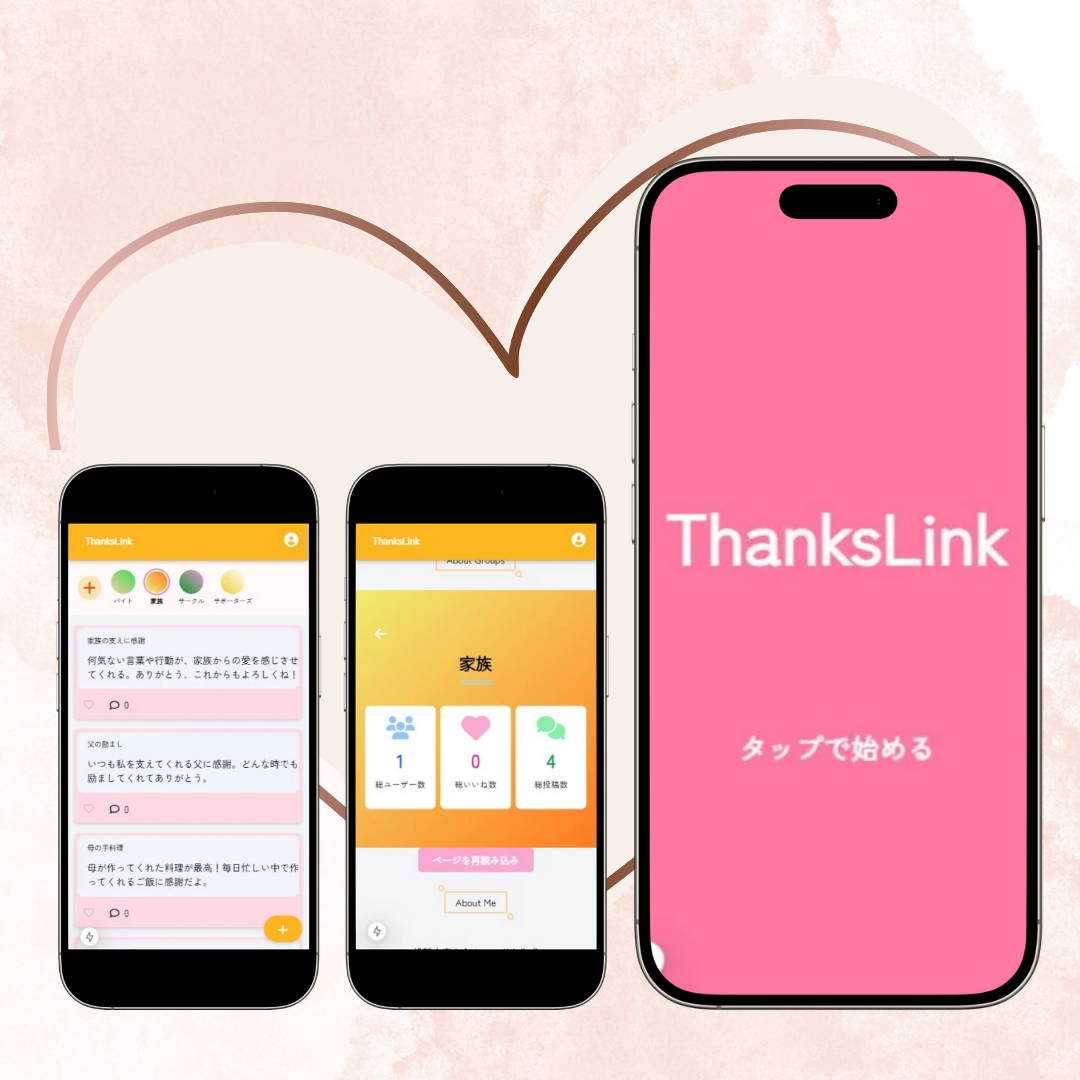 ThanksLink
バイト
家族
サークル
サポーターズ
家族の支えに感謝
何気ない言葉や行動が、家族からの愛を感じさせ
てくれる。ありがとう、これからもよろしくね！
0
父の励まし
いつも私を支えてくれる父に感謝。どんな時でも
励ましてくれてありがとう。
0
母の手料理
母が作ってくれた料理が最高！毎日忙しい中で作
ってくれるご飯に感謝だよ。
0
+
ThanksLink
About Groups
家族
1
0
4
総ユーザー数
総いいね数
総投稿数
ページを再読み込み
About Me
ThanksLink
タップで始める